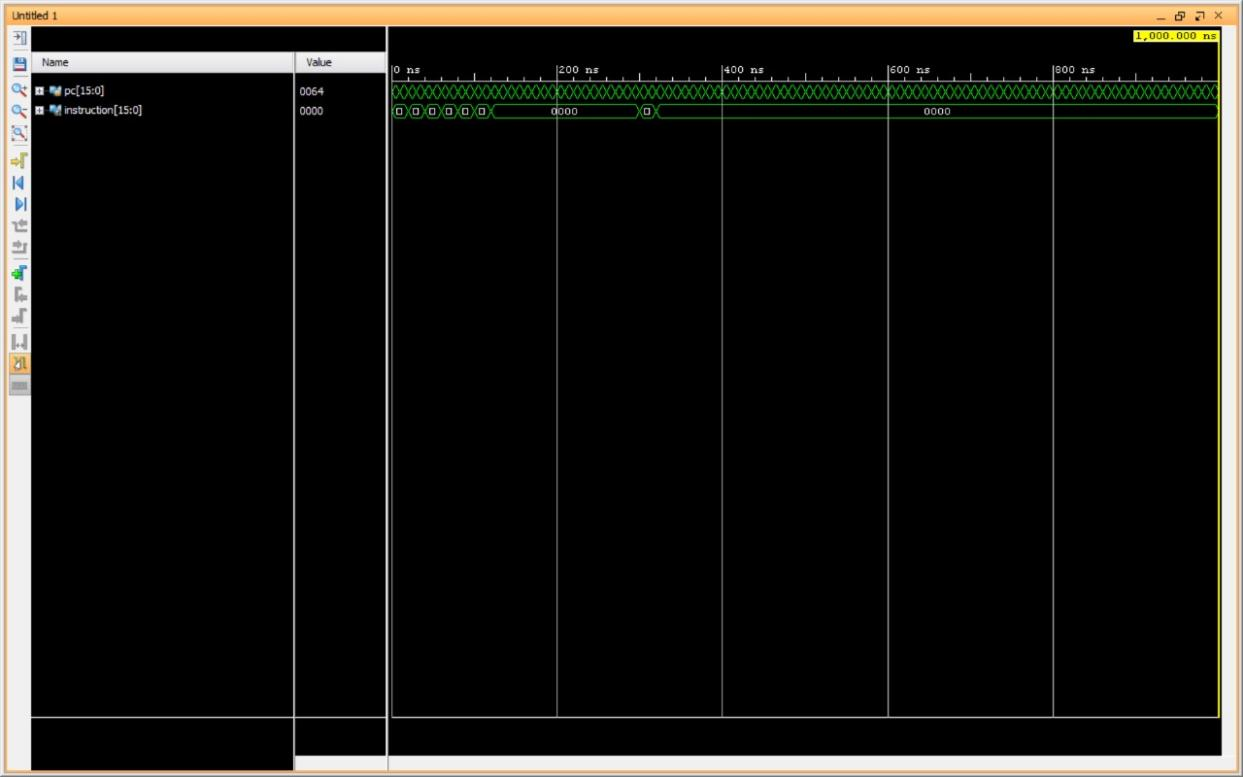 Untitled 1
1,000.000 ns
Name Value
0 ns 200 ns 400 ns 600 ns 800 ns
pc[15:0] 0064
instruction[15:0] 0000 0000 0000